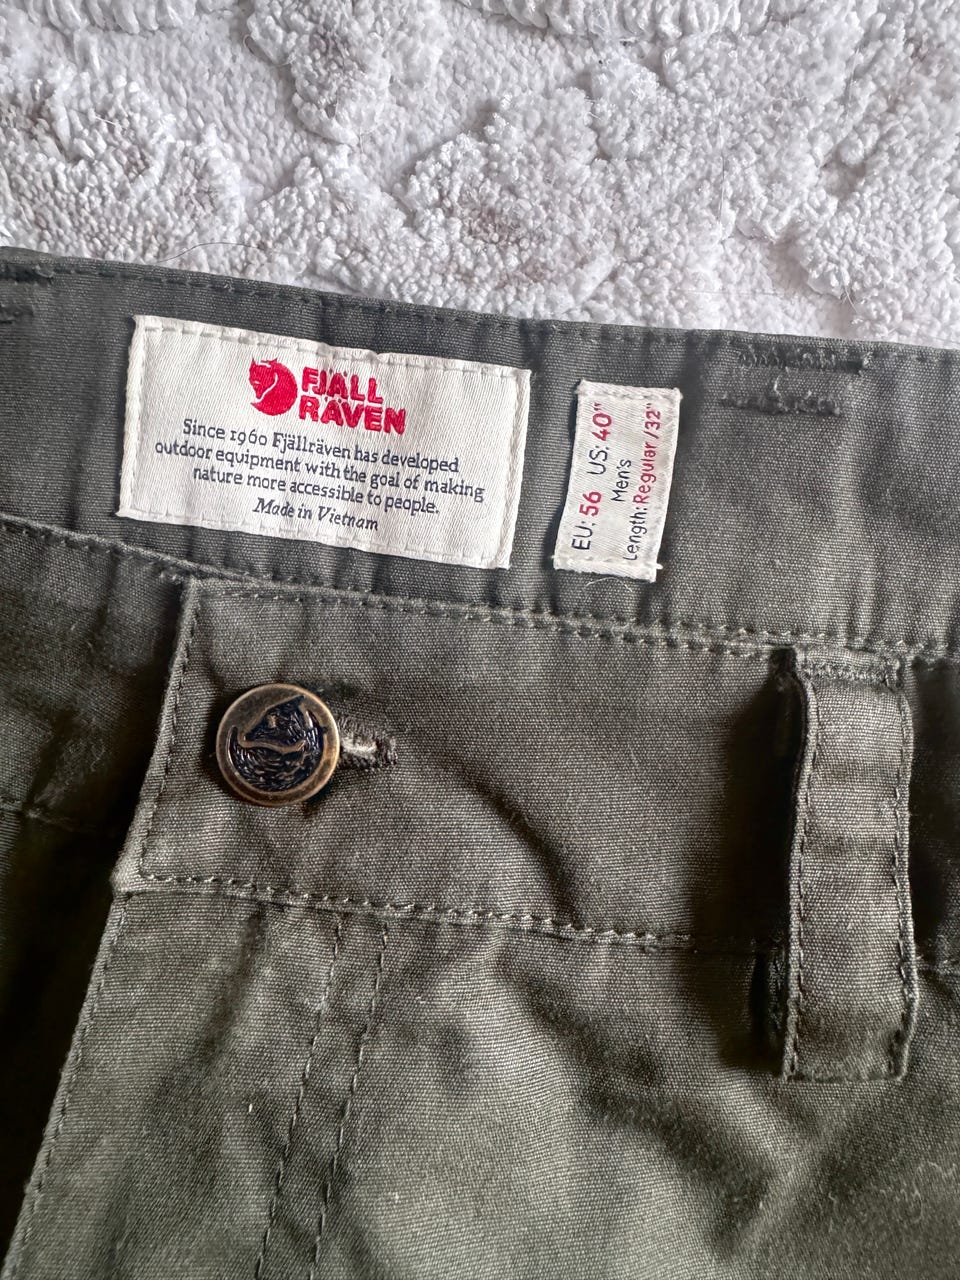 FJÄLL
RÄVEN
Since 1960 Fjällräven has developed
outdoor equipment with the goal of making
nature more accessible to people.
Made in Vietnam
EU: 56 US: 40"
Men's
Length: Regular /32"